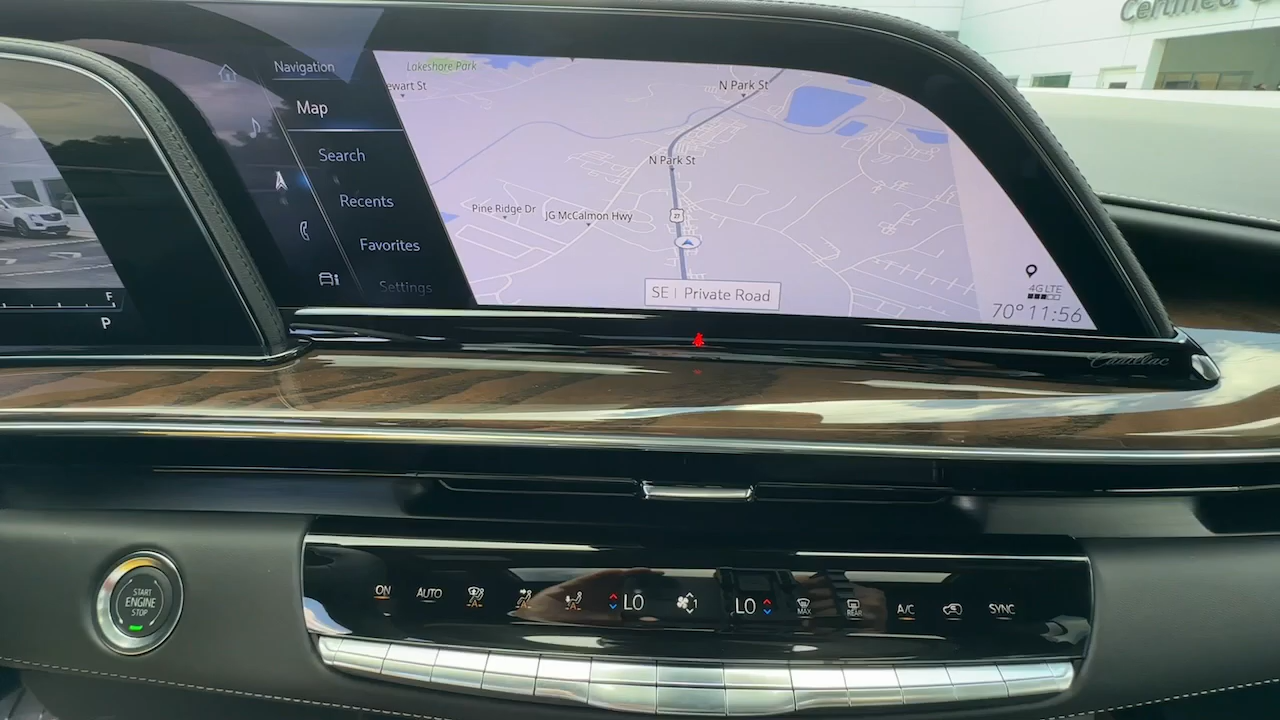 Certified
Navigation
Map
Search
Recents
Favorites
Settings
Lakeshore Park
ewart St
N Park St
N Park St
Pine Ridge Dr
JG McCalmon Hwy
27
SE | Private Road
4G LTE
70° 11:56
F
P
Cadillac
START
ENGINE
STOP
ON
AUTO
LO
1
LO
MAX
REAR
A/C
SYNC